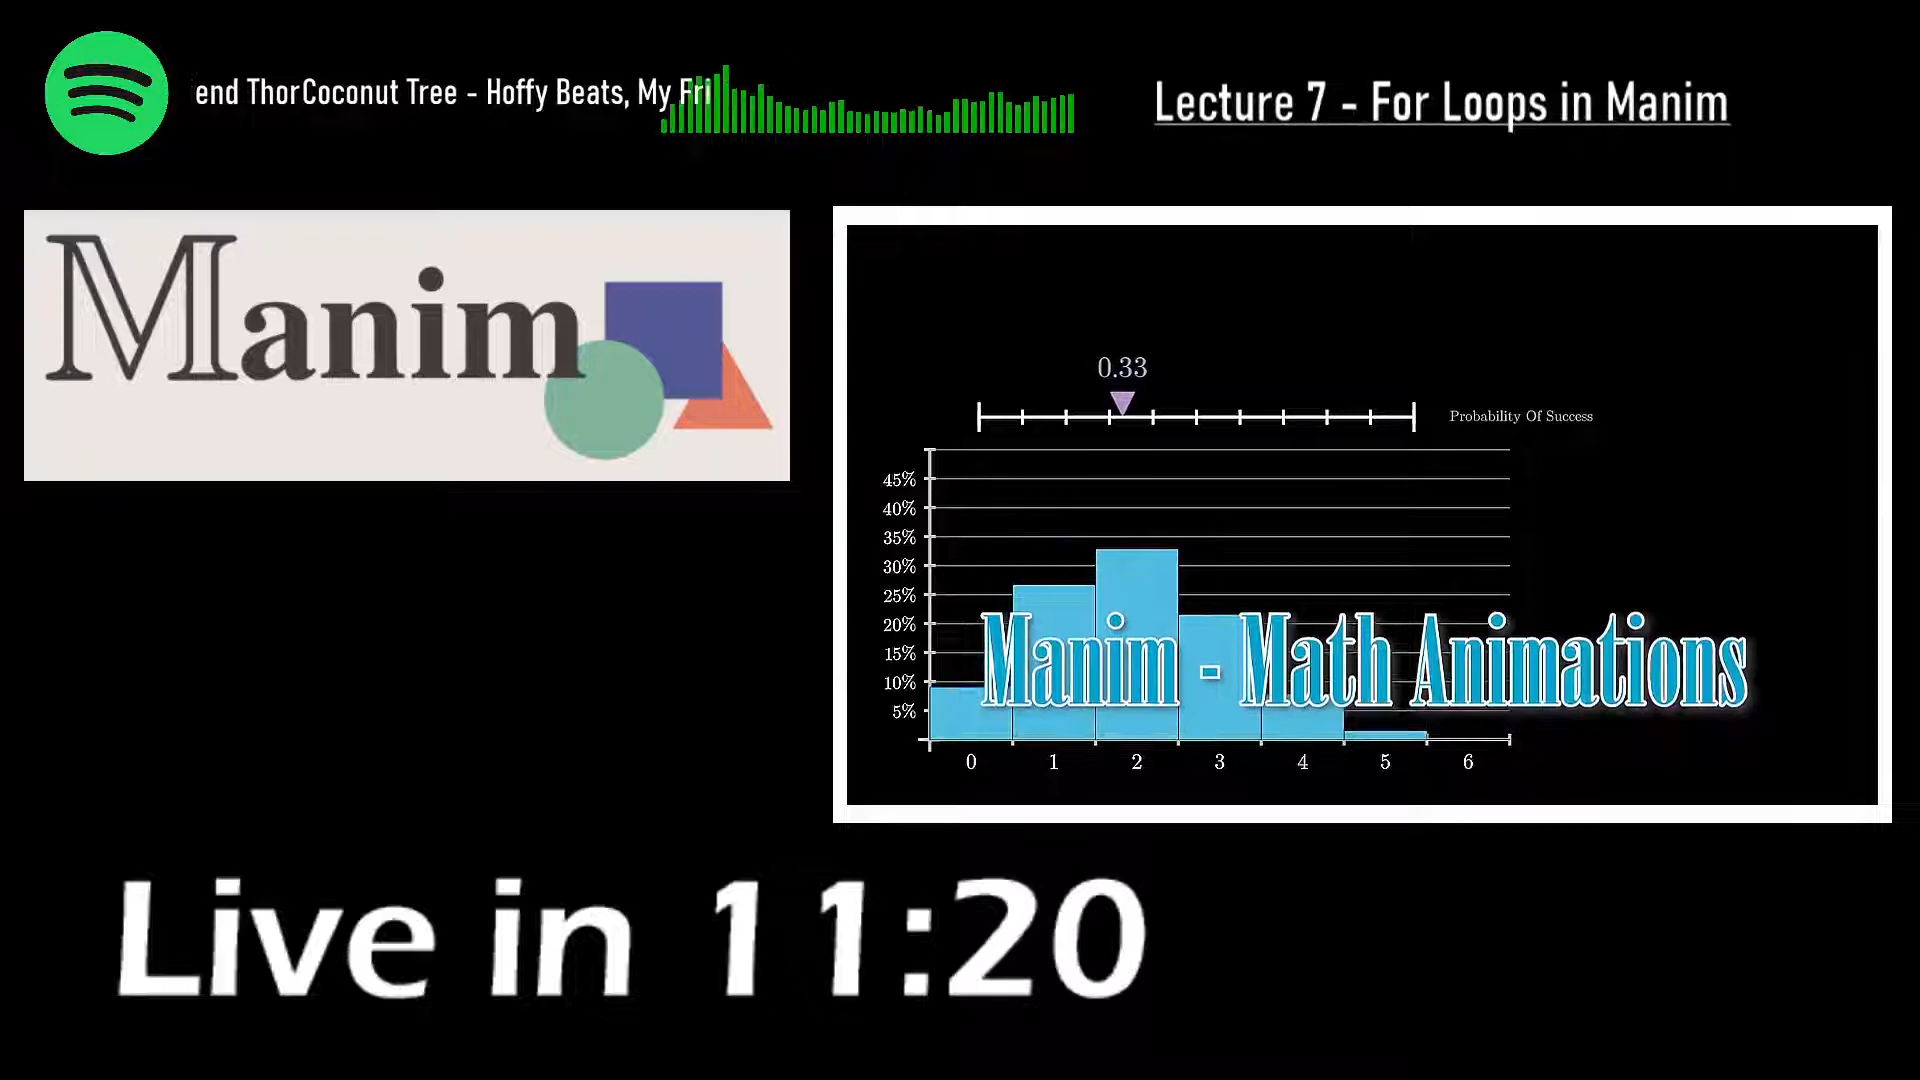 end ThorCoconut Tree - Hoffy Beats, My Fri
Lecture 7 - For Loops in Manim
Manim
0.33
Probability Of Success
45%
40%
35%
30%
25%
20%
15%
10%
5%
Manim - Math Animations
0 1 2 3 4 5 6
Live in 11:20